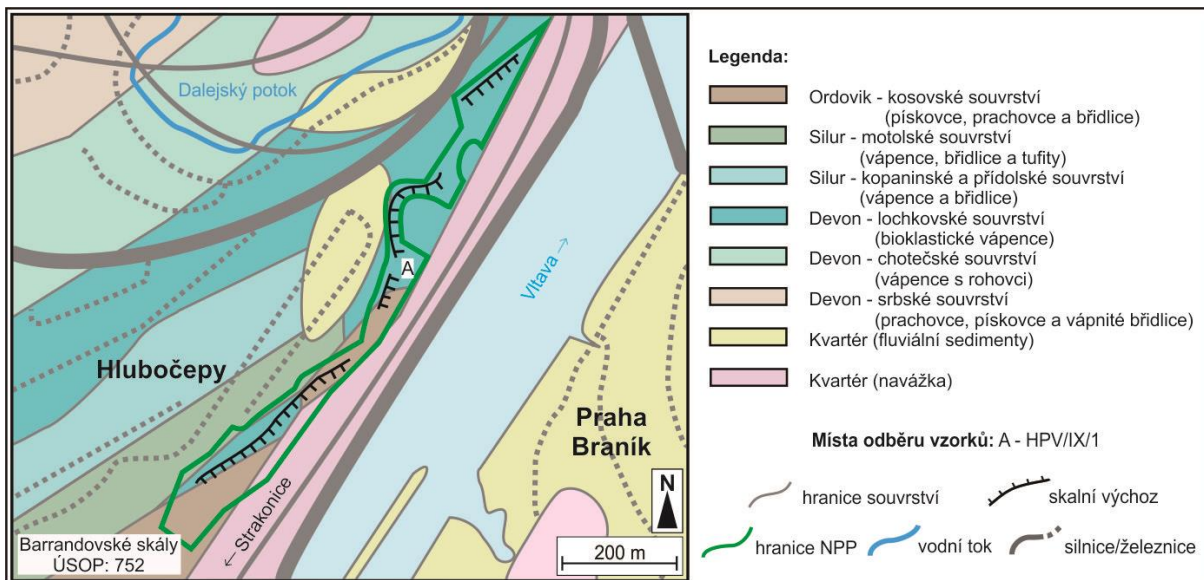 Dalejský potok
A
Vltava →
Hlubočepy
Praha
Braník
← Strakonice
N
200 m
Barrandovské skály
ÚSOP: 752
Legenda:
Ordovik - kosovské souvrství
(pískovce, prachovce a břidlice)
Silur - motolské souvrství
(vápence, břidlice a tufity)
Silur - kopaninské a přídolské souvrství
(vápence a bridlice)
Devon - lochkovské souvrství
(bioklastické vápence)
Devon - chotečské souvrství
(vápence s rohovci)
Devon - srbské souvrství
(prachovce, pískovce a vápnité břidlice)
Kvartér (fluviální sedimenty)
Kvartér (navážka)
Místa odběru vzorků: A - HPV/IX/1
hranice souvrství
skalní výchoz
hranice NPP
vodní tok
silnice/železnice